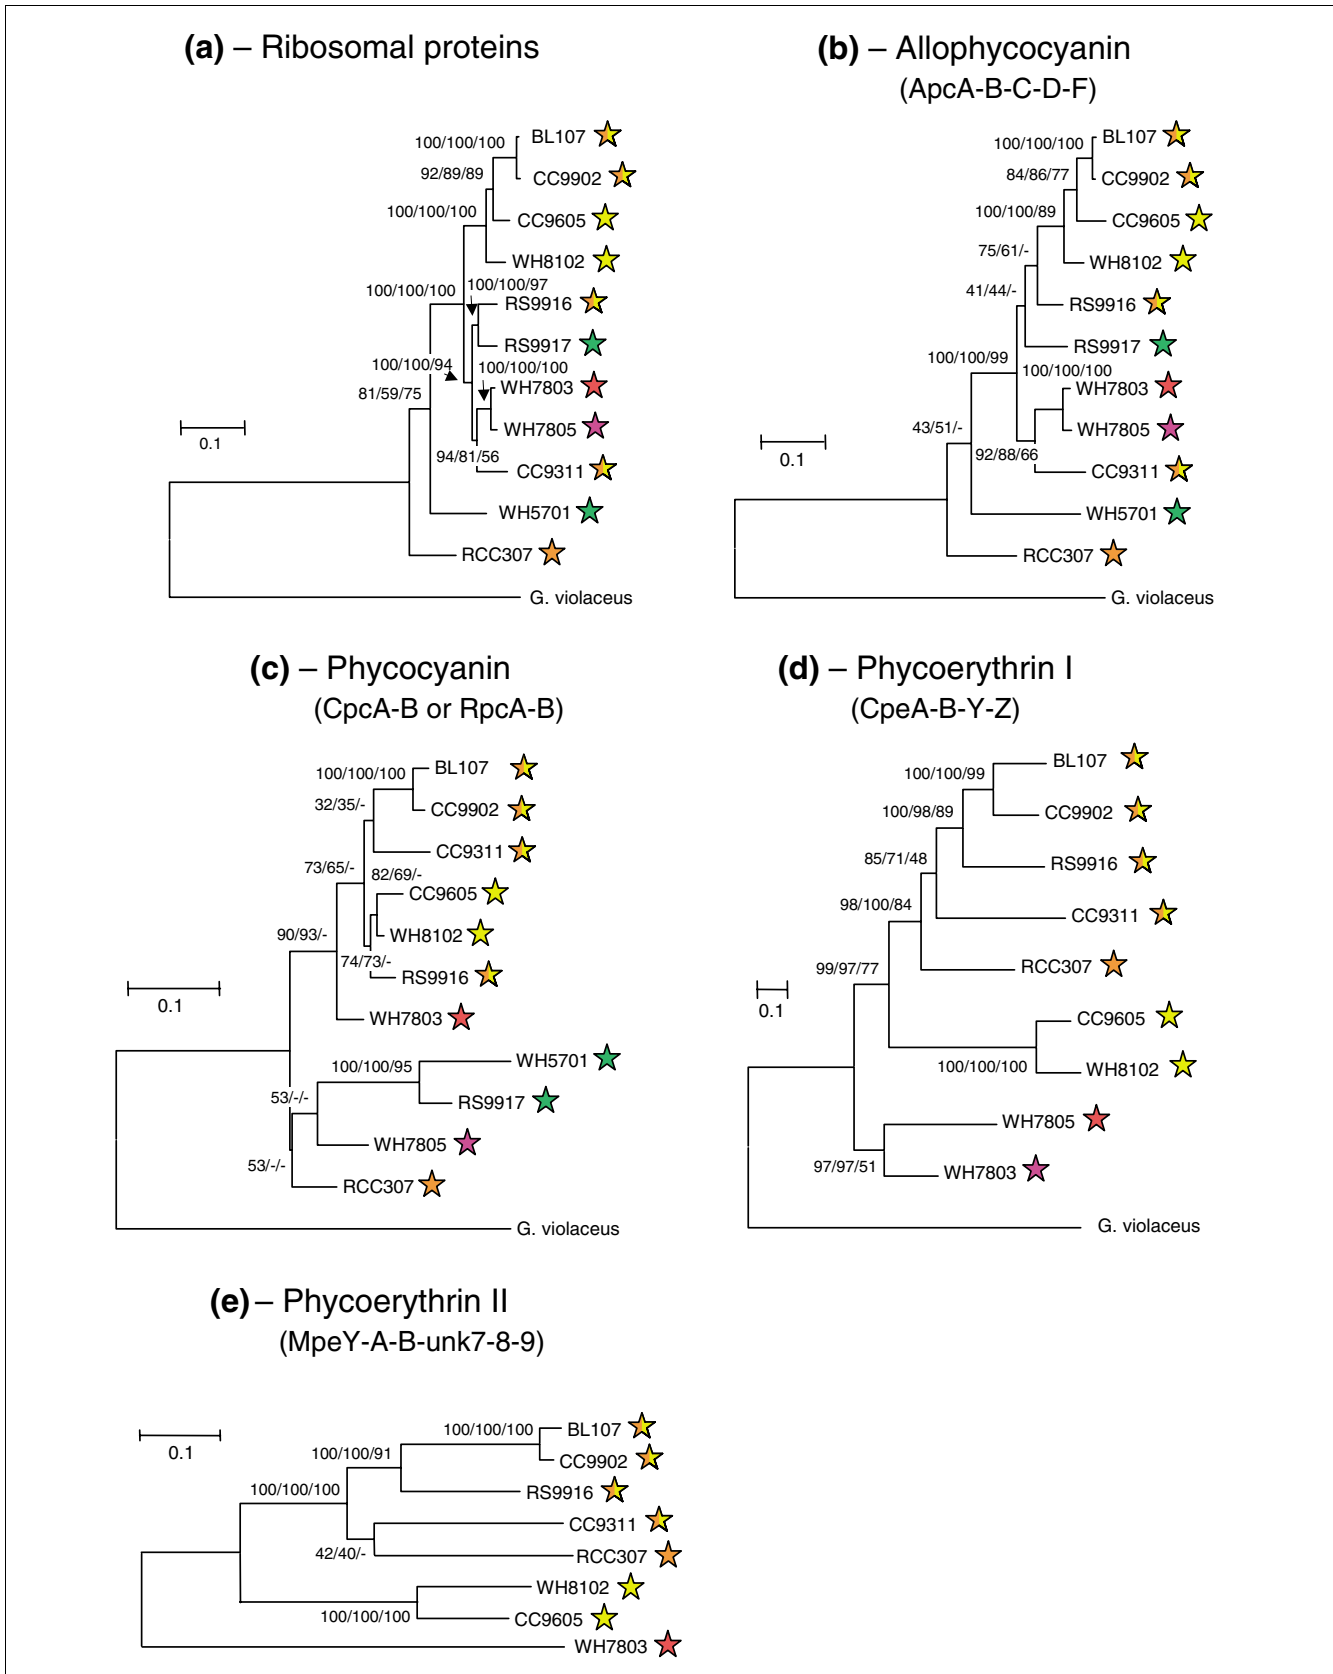 (a) – Ribosomal proteins
100/100/100
BL107
92/89/89
CC9902
100/100/100
CC9605
WH8102
100/100/100
100/100/97
RS9916
RS9917
100/100/94
100/100/100
WH7803
81/59/75
WH7805
0.1
94/81/56
CC9311
WH5701
RCC307
G. violaceus
(b) – Allophycocyanin
(ApcA-B-C-D-F)
100/100/100
BL107
84/86/77
CC9902
100/100/89
CC9605
75/61/-
WH8102
41/44/-
RS9916
RS9917
100/100/99
100/100/100
WH7803
43/51/-
WH7805
0.1
92/88/66
CC9311
WH5701
RCC307
G. violaceus
(c) – Phycocyanin
(CpcA-B or RpcA-B)
100/100/100
BL107
32/35/-
CC9902
CC9311
73/65/-
82/69/-
CC9605
90/93/-
WH8102
74/73/-
RS9916
0.1
WH7803
100/100/95
WH5701
53/-/-
RS9917
WH7805
53/-/-
RCC307
G. violaceus
(d) – Phycoerythrin I
(CpeA-B-Y-Z)
BL107
100/100/99
100/98/89
CC9902
85/71/48
RS9916
98/100/84
CC9311
99/97/77
RCC307
0.1
CC9605
100/100/100
WH8102
WH7805
97/97/51
WH7803
G. violaceus
(e) – Phycoerythrin II
(MpeY-A-B-unk7-8-9)
0.1
100/100/100
BL107
100/100/91
CC9902
100/100/100
RS9916
CC9311
42/40/-
RCC307
WH8102
100/100/100
CC9605
WH7803